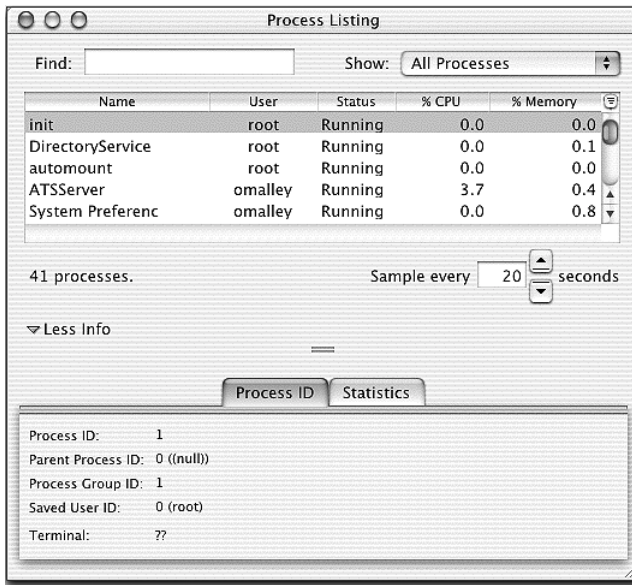 Process Listing
Find: Show: All Processes
Name User Status % CPU % Memory
init root Running 0.0 0.0
DirectoryService root Running 0.0 0.1
automount root Running 0.0 0.0
ATSServer omalley Running 3.7 0.4
System Preferenc omalley Running 0.0 0.8
41 processes. Sample every 20 seconds
Less Info
Process ID Statistics
Process ID: 1
Parent Process ID: 0 ((null))
Process Group ID: 1
Saved User ID: 0 (root)
Terminal: ??